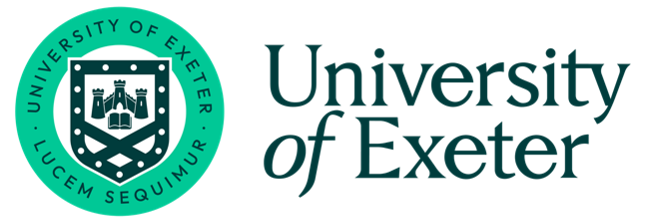 UNIVERSITY OF EXETER
· LUCEM SEQUIMUR ·
University
of Exeter